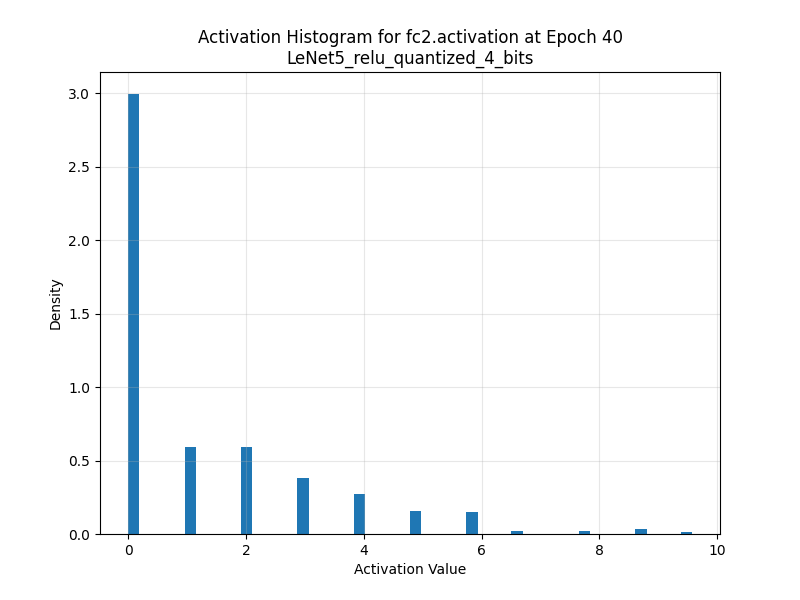 Activation Histogram for fc2.activation at Epoch 40
LeNet5_relu_quantized_4_bits
3.0
2.5
2.0
1.5
1.0
0.5
0.0
Density
0 2 4 6 8 10
Activation Value